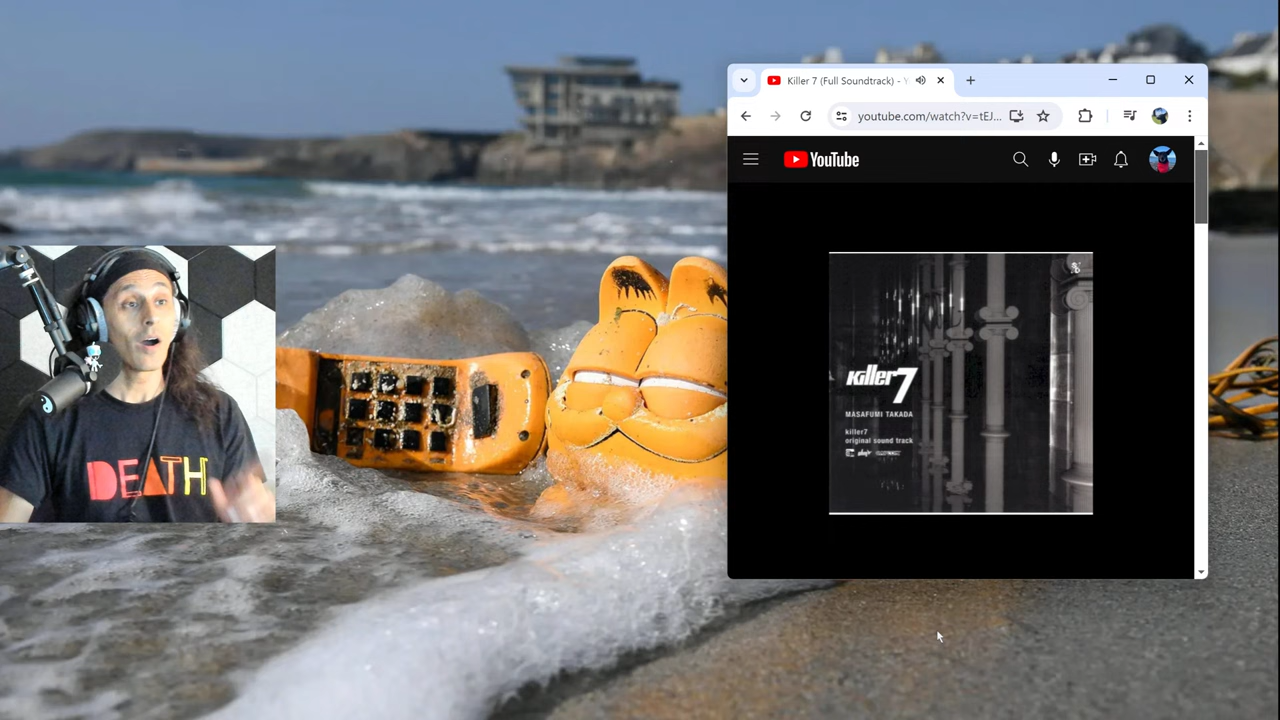 Killer 7 (Full Soundtrack) - Y
youtube.com/watch?v=tEJ...
YouTube
killer7
MASAFUMI TAKADA
killer7
original sound track
DEATH